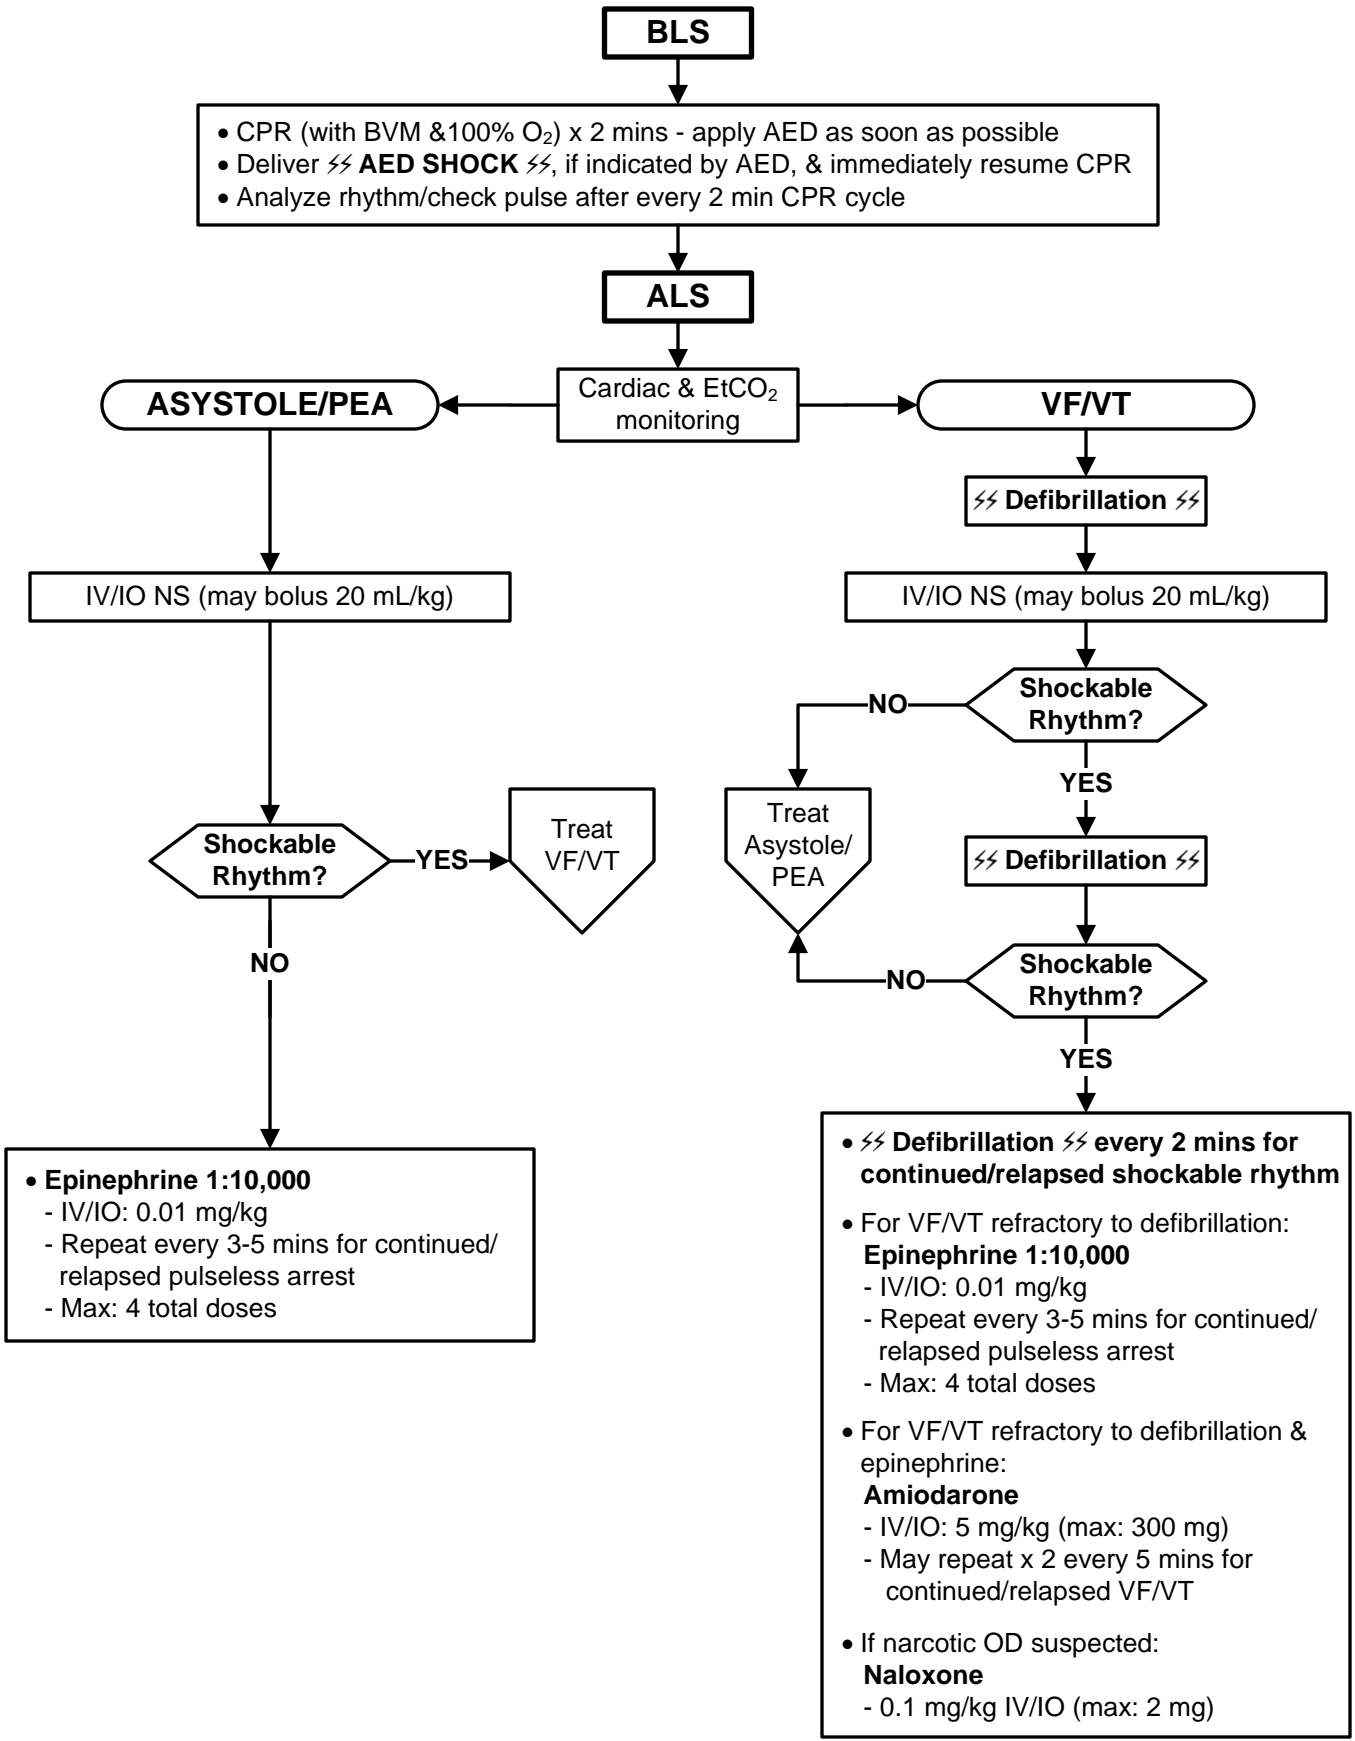 BLS
• CPR (with BVM &100% O₂) x 2 mins - apply AED as soon as possible
• Deliver ⚡⚡ AED SHOCK ⚡⚡, if indicated by AED, & immediately resume CPR
• Analyze rhythm/check pulse after every 2 min CPR cycle
ALS
Cardiac & EtCO₂
monitoring
ASYSTOLE/PEA
IV/IO NS (may bolus 20 mL/kg)
Shockable
Rhythm?
YES
Treat
VF/VT
NO
• Epinephrine 1:10,000
- IV/IO: 0.01 mg/kg
- Repeat every 3-5 mins for continued/
relapsed pulseless arrest
- Max: 4 total doses
VF/VT
⚡⚡ Defibrillation ⚡⚡
IV/IO NS (may bolus 20 mL/kg)
Shockable
Rhythm?
NO
Treat
Asystole/
PEA
YES
⚡⚡ Defibrillation ⚡⚡
Shockable
Rhythm?
NO
YES
• ⚡⚡ Defibrillation ⚡⚡ every 2 mins for
continued/relapsed shockable rhythm
• For VF/VT refractory to defibrillation:
Epinephrine 1:10,000
- IV/IO: 0.01 mg/kg
- Repeat every 3-5 mins for continued/
relapsed pulseless arrest
- Max: 4 total doses
• For VF/VT refractory to defibrillation &
epinephrine:
Amiodarone
- IV/IO: 5 mg/kg (max: 300 mg)
- May repeat x 2 every 5 mins for
continued/relapsed VF/VT
• If narcotic OD suspected:
Naloxone
- 0.1 mg/kg IV/IO (max: 2 mg)